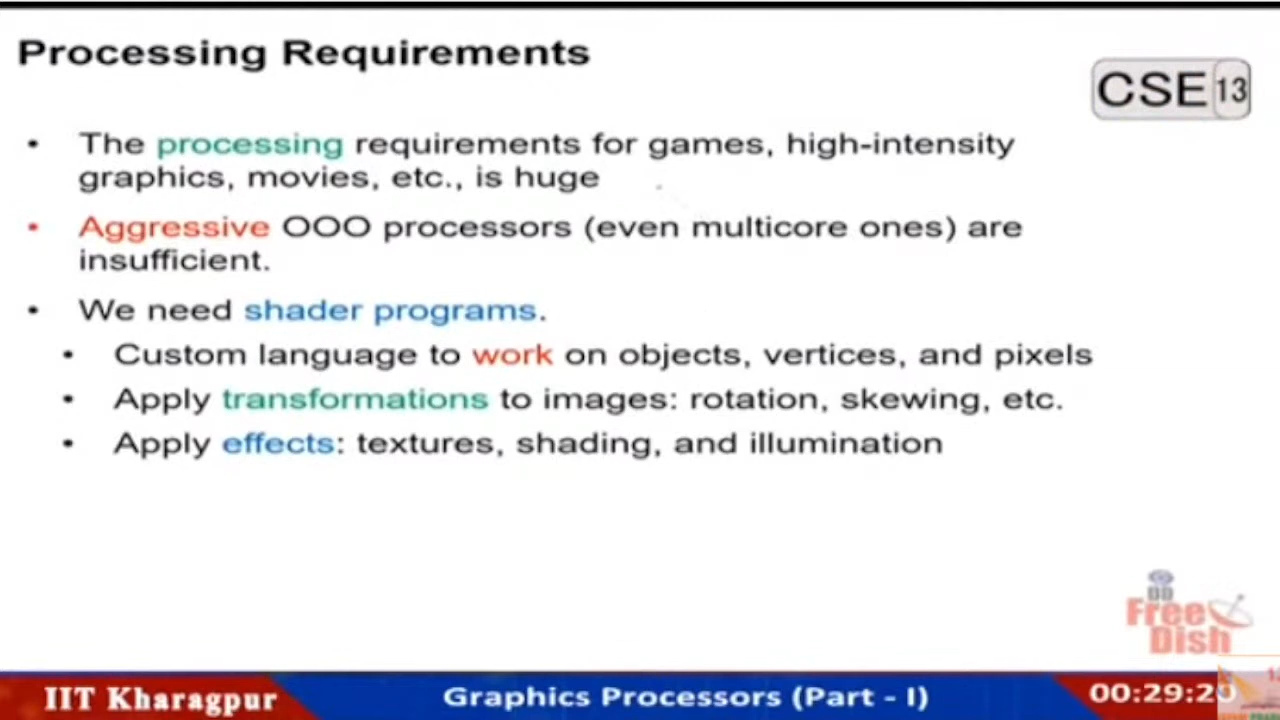 Processing Requirements
CSE 13
• The processing requirements for games, high-intensity
graphics, movies, etc., is huge
• Aggressive OOO processors (even multicore ones) are
insufficient.
• We need shader programs.
• Custom language to work on objects, vertices, and pixels
• Apply transformations to images: rotation, skewing, etc.
• Apply effects: textures, shading, and illumination
DD
Free
Dish
IIT Kharagpur
Graphics Processors (Part - I)
00:29:20